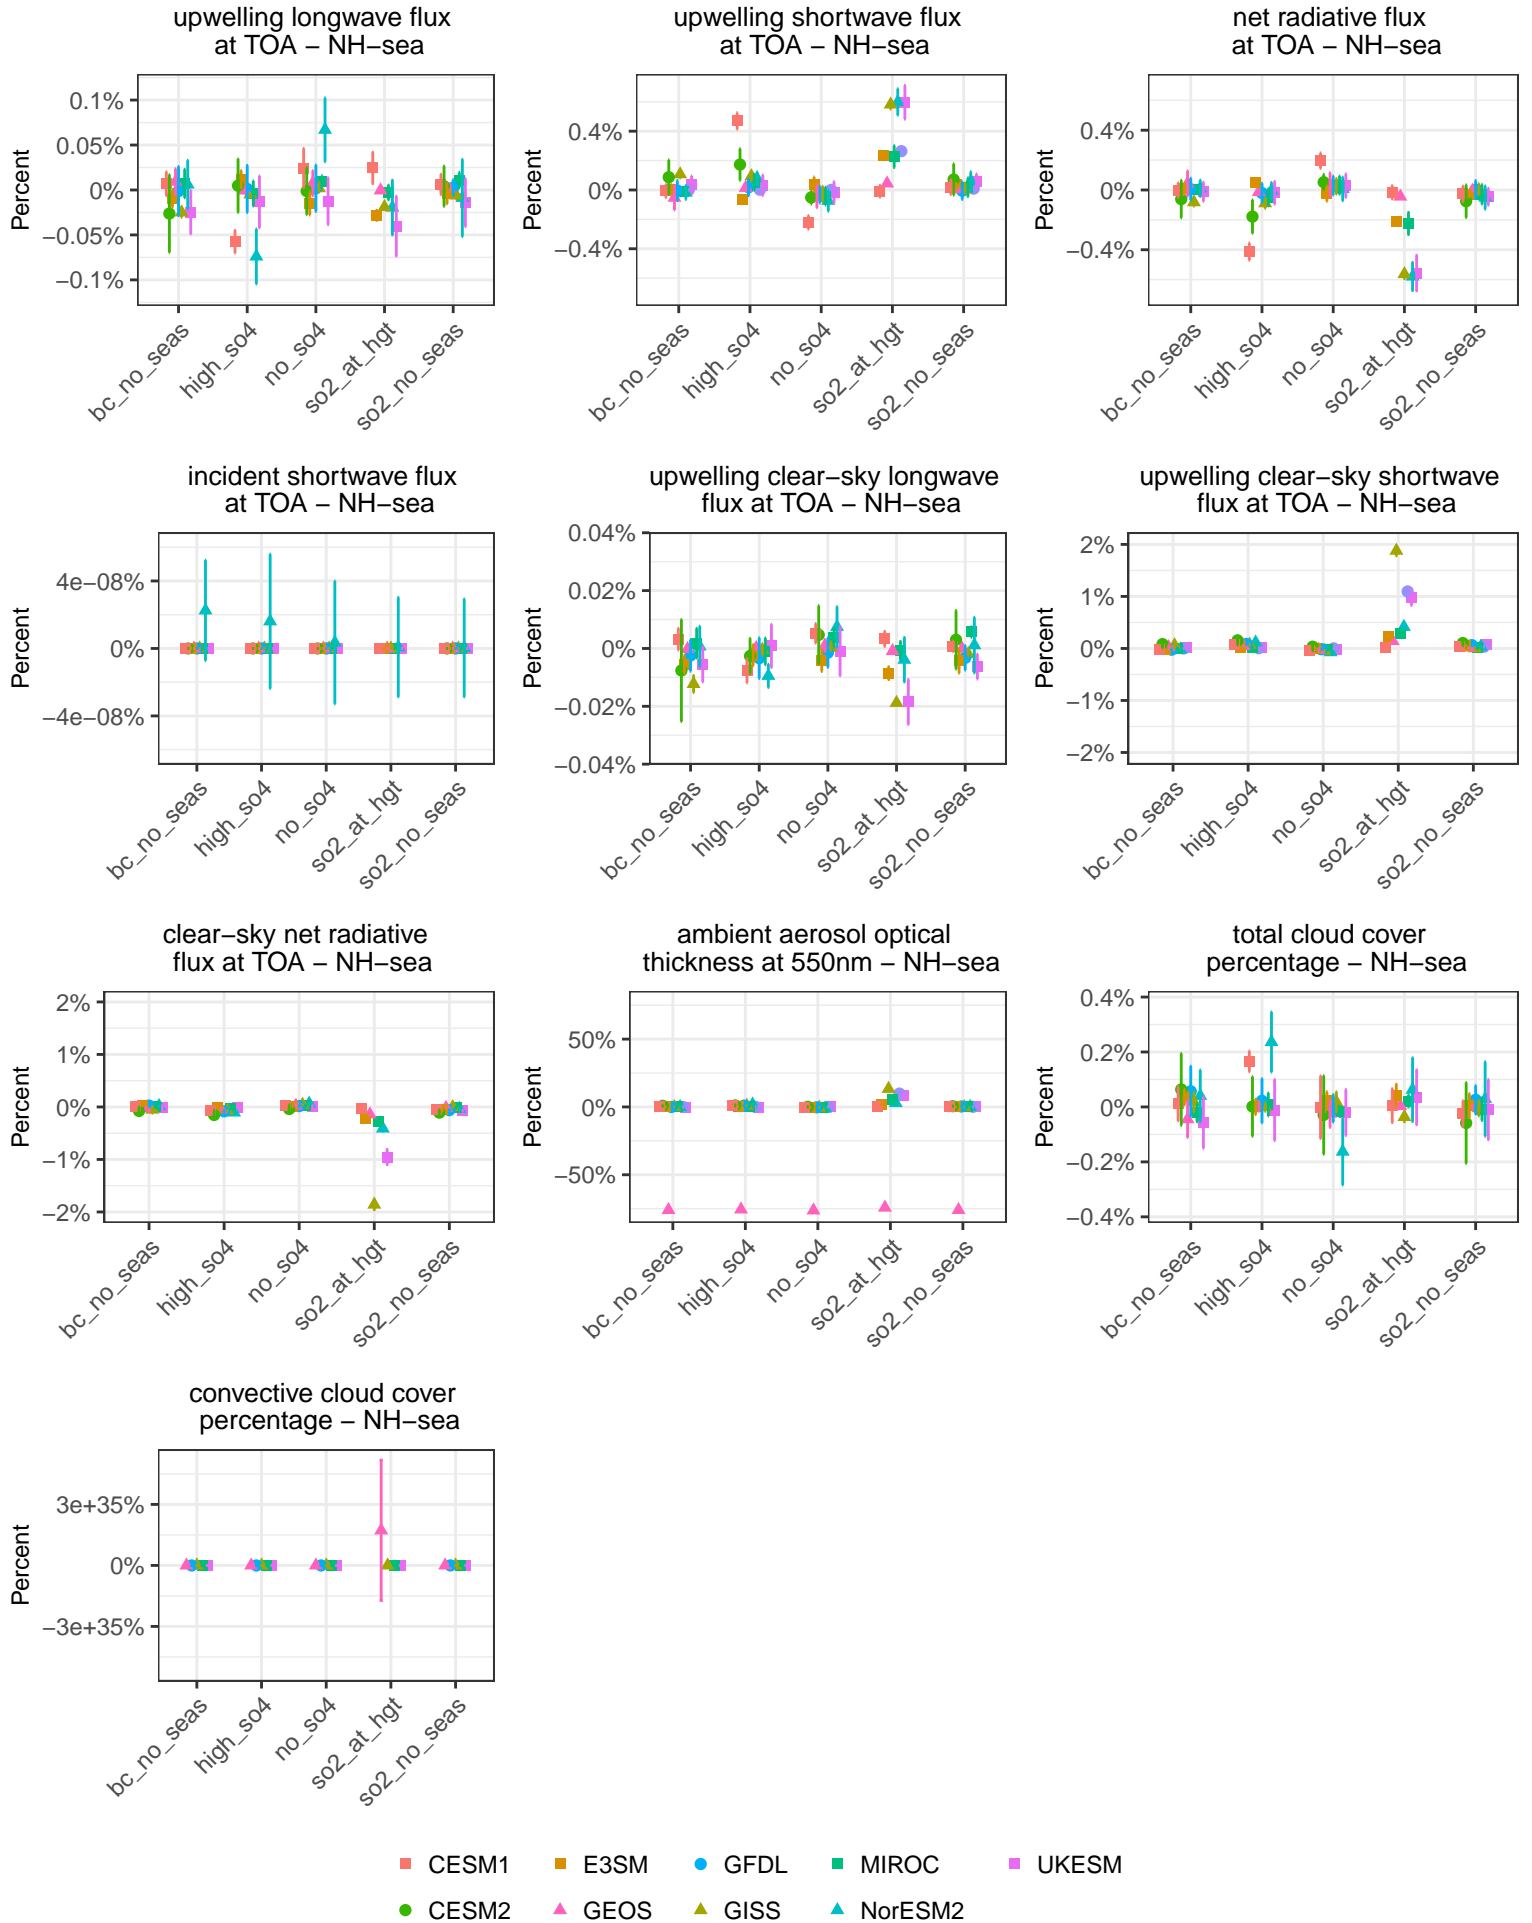 upwelling longwave flux
at TOA − NH−sea
Percent
0.1%
0.05%
0%
−0.05%
−0.1%
bc_no_seas
high_so4
no_so4
so2_at_hgt
so2_no_seas
upwelling shortwave flux
at TOA − NH−sea
Percent
0.4%
0%
−0.4%
bc_no_seas
high_so4
no_so4
so2_at_hgt
so2_no_seas
net radiative flux
at TOA − NH−sea
Percent
0.4%
0%
−0.4%
bc_no_seas
high_so4
no_so4
so2_at_hgt
so2_no_seas
incident shortwave flux
at TOA − NH−sea
Percent
4e−08%
0%
−4e−08%
bc_no_seas
high_so4
no_so4
so2_at_hgt
so2_no_seas
upwelling clear−sky longwave
flux at TOA − NH−sea
Percent
0.04%
0.02%
0%
−0.02%
−0.04%
bc_no_seas
high_so4
no_so4
so2_at_hgt
so2_no_seas
upwelling clear−sky shortwave
flux at TOA − NH−sea
Percent
2%
1%
0%
−1%
−2%
bc_no_seas
high_so4
no_so4
so2_at_hgt
so2_no_seas
clear−sky net radiative
flux at TOA − NH−sea
Percent
2%
1%
0%
−1%
−2%
bc_no_seas
high_so4
no_so4
so2_at_hgt
so2_no_seas
ambient aerosol optical
thickness at 550nm − NH−sea
Percent
50%
0%
−50%
bc_no_seas
high_so4
no_so4
so2_at_hgt
so2_no_seas
total cloud cover
percentage − NH−sea
Percent
0.4%
0.2%
0%
−0.2%
−0.4%
bc_no_seas
high_so4
no_so4
so2_at_hgt
so2_no_seas
convective cloud cover
percentage − NH−sea
Percent
3e+35%
0%
−3e+35%
bc_no_seas
high_so4
no_so4
so2_at_hgt
so2_no_seas
CESM1 E3SM GFDL MIROC UKESM
CESM2 GEOS GISS NorESM2